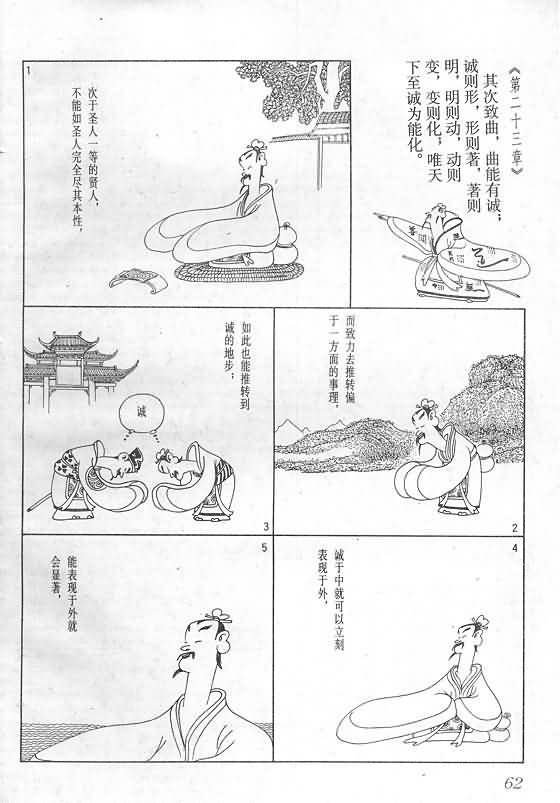 《第二十三章》
其次致曲，曲能有诚；
诚则形，形则著，著则
明，明则动，动则
变，变则化，唯天
下至诚为能化。
1
次于圣人一等的贤人，
不能如圣人完全尽其本性，
2
而致力去推转偏
于一方面的事理，
3
如此也能推转到
诚的地步；
诚
4
诚于中就可以立刻
表现于外，
5
能表现于外就
会显著，
62